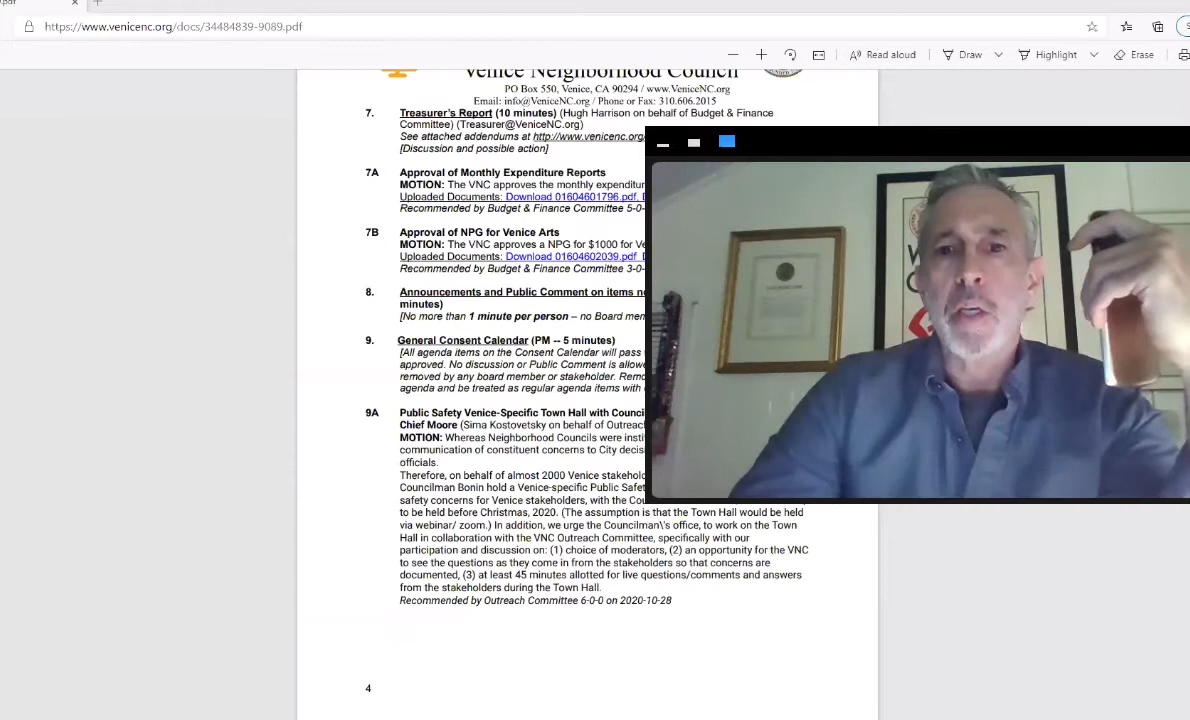 .pdf
https://www.venicenc.org/docs/34484839-9089.pdf
Read aloud
Draw
Highlight
Erase
Venice Neighborhood Council
PO Box 550, Venice, CA 90294 / www.VeniceNC.org
Email: info@VeniceNC.org / Phone or Fax: 310.606.2015
7. Treasurer's Report (10 minutes) (Hugh Harrison on behalf of Budget & Finance
Committee) (Treasurer@VeniceNC.org)
See attached addendums at http://www.venicenc.org/
[Discussion and possible action]
7A Approval of Monthly Expenditure Reports
MOTION: The VNC approves the monthly expenditur
Uploaded Documents: Download 01604601796.pdf,
Recommended by Budget & Finance Committee 5-0-
7B Approval of NPG for Venice Arts
MOTION: The VNC approves a NPG for $1000 for Ve
Uploaded Documents: Download 01604602039.pdf
Recommended by Budget & Finance Committee 3-0-
8. Announcements and Public Comment on items no
minutes)
[No more than 1 minute per person – no Board mem
9. General Consent Calendar (PM -- 5 minutes)
[All agenda items on the Consent Calendar will pass
approved. No discussion or Public Comment is allowe
removed by any board member or stakeholder. Remo
agenda and be treated as regular agenda items with
9A Public Safety Venice-Specific Town Hall with Counci
Chief Moore (Sima Kostovetsky on behalf of Outreac
MOTION: Whereas Neighborhood Councils were insti
communication of constituent concerns to City decis
officials.
Therefore, on behalf of almost 2000 Venice stakehol
Councilman Bonin hold a Venice-specific Public Safet
safety concerns for Venice stakeholders, with the Cou
to be held before Christmas, 2020. (The assumption is that the Town Hall would be held
via webinar/ zoom.) In addition, we urge the Councilman\'s office, to work on the Town
Hall in collaboration with the VNC Outreach Committee, specifically with our
participation and discussion on: (1) choice of moderators, (2) an opportunity for the VNC
to see the questions as they come in from the stakeholders so that concerns are
documented, (3) at least 45 minutes allotted for live questions/comments and answers
from the stakeholders during the Town Hall.
Recommended by Outreach Committee 6-0-0 on 2020-10-28
4